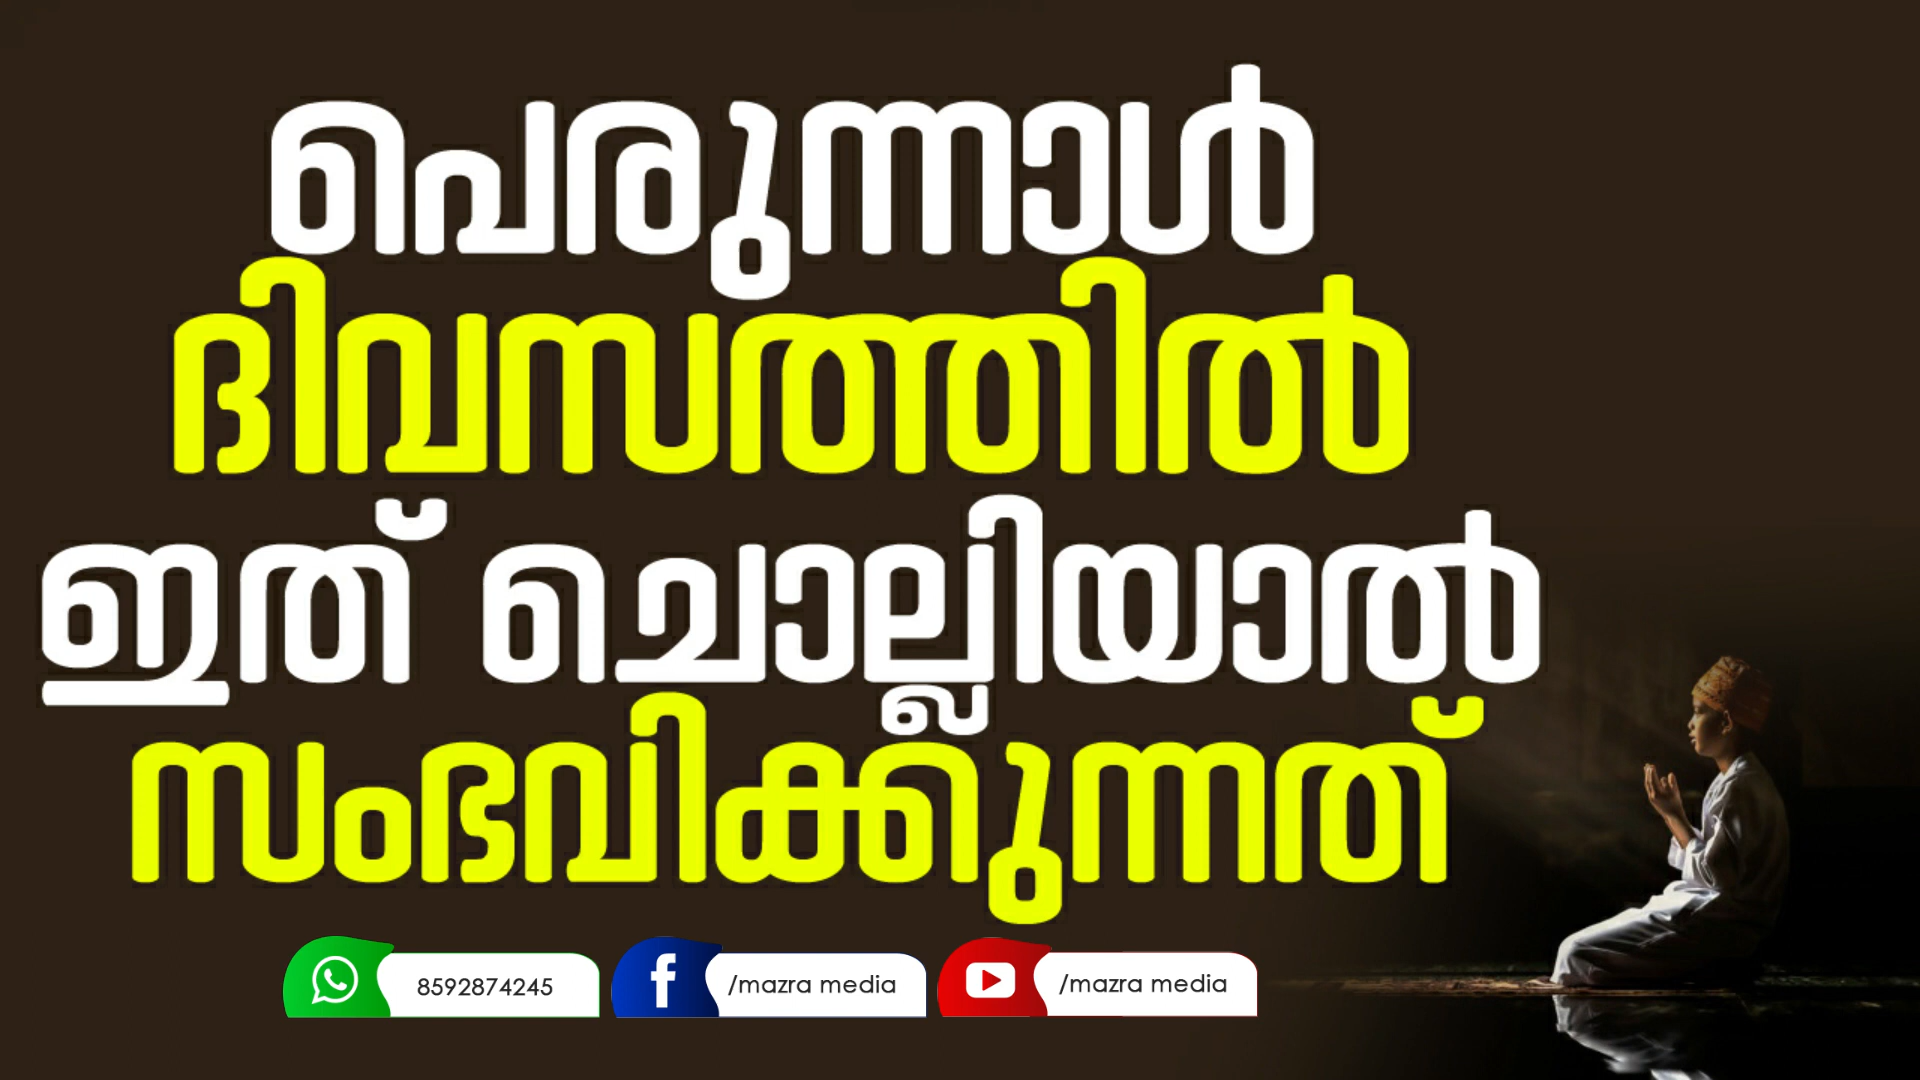 പെരുന്നാൾ
ദിവസത്തിൽ
ഇത് ചൊല്ലിയാൽ
സംഭവിക്കുന്നത്
8592874245 /mazra media /mazra media